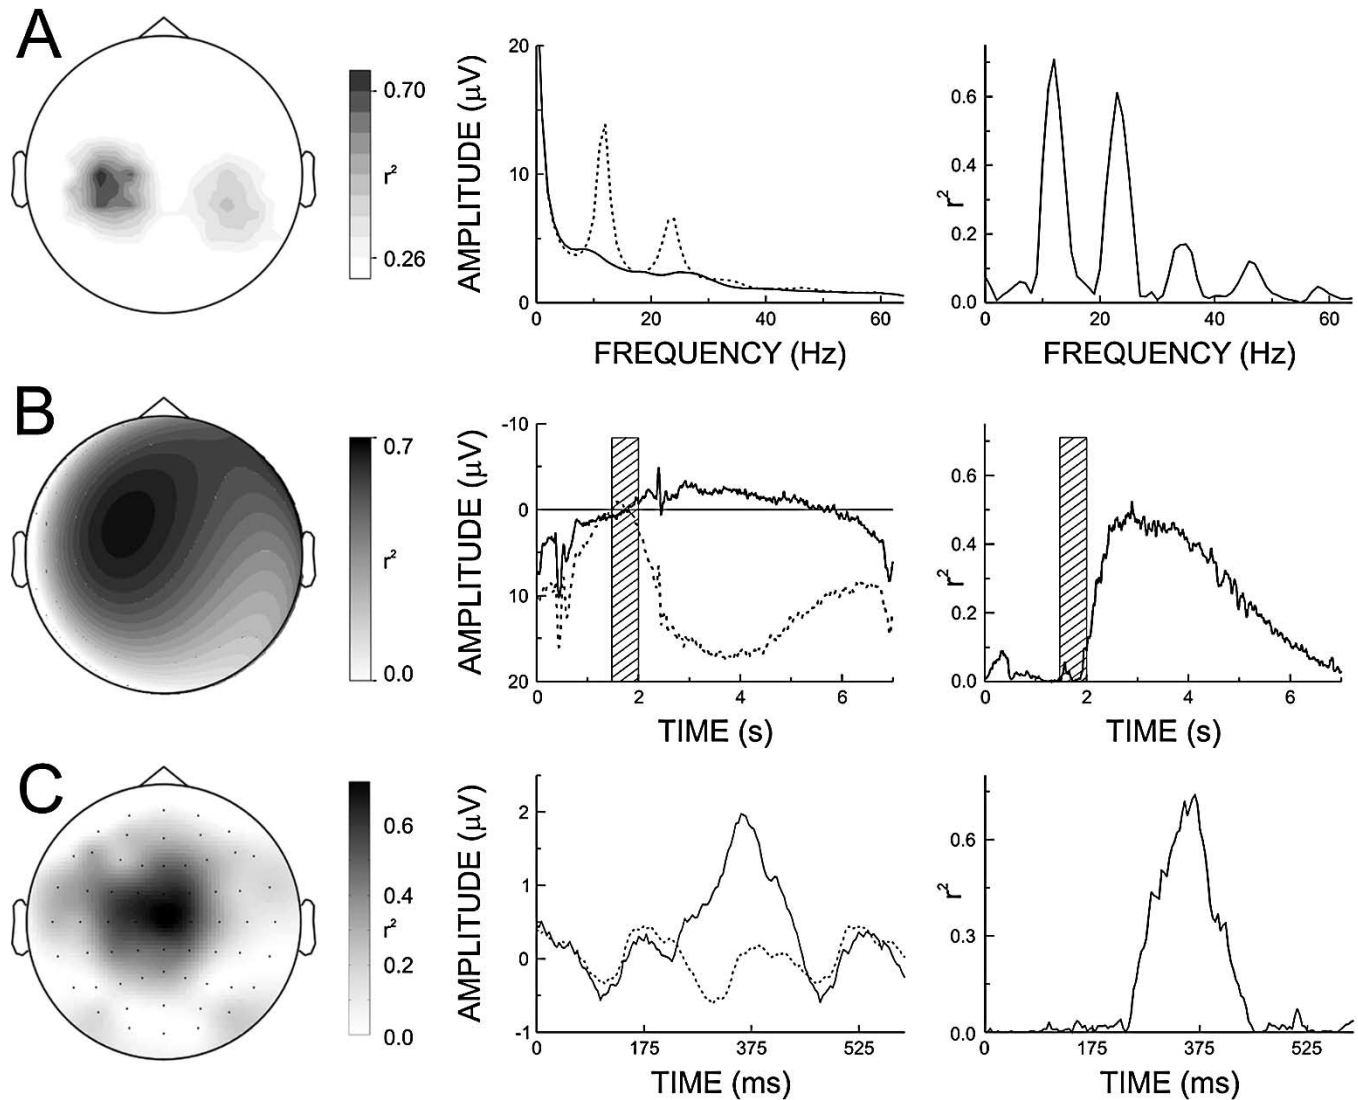 A
0.70
r²
0.26
AMPLITUDE (μV)
20
10
0
0 20 40 60
FREQUENCY (Hz)
r²
0.6
0.4
0.2
0.0
0 20 40 60
FREQUENCY (Hz)
B
0.7
r²
0.0
AMPLITUDE (μV)
-10
0
10
20
0 2 4 6
TIME (s)
r²
0.6
0.4
0.2
0.0
0 2 4 6
TIME (s)
C
0.6
0.4
r²
0.2
0.0
AMPLITUDE (μV)
2
1
0
-1
0 175 375 525
TIME (ms)
r²
0.6
0.3
0.0
0 175 375 525
TIME (ms)